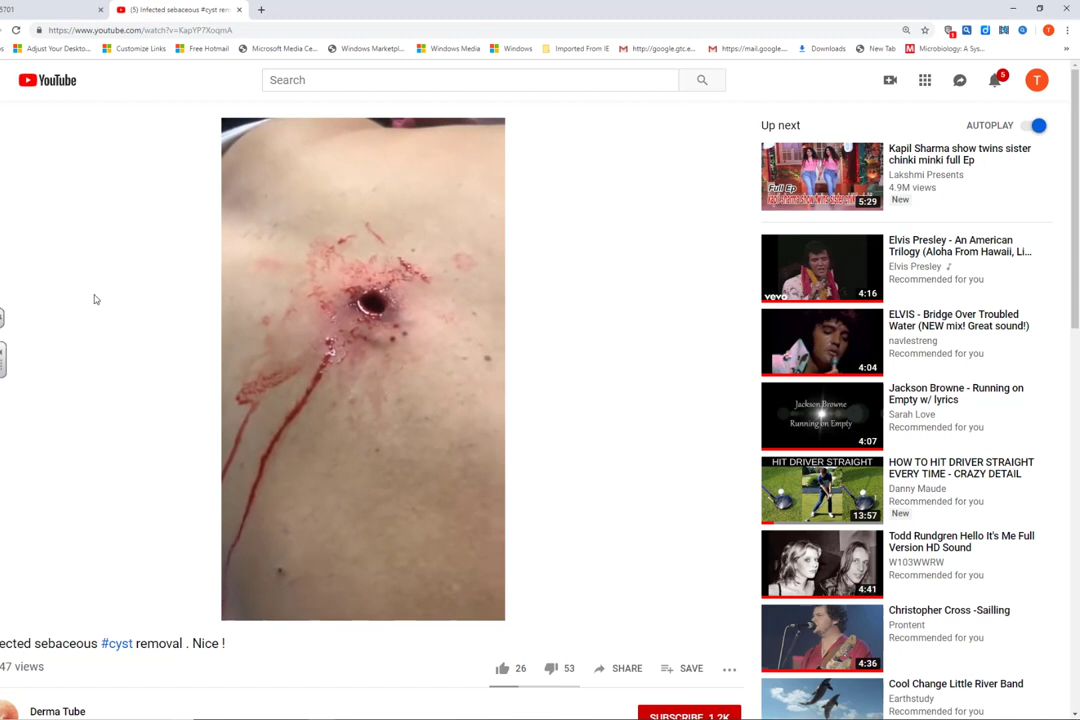 5701
(5) Infected sebaceous #cyst rem
https://www.youtube.com/watch?v=KapYP7XoqmA
Adjust Your Deskto...
Customize Links
Free Hotmail
Microsoft Media Ce...
Windows Marketpl...
Windows Media
Windows
Imported From IE
http://google.gtc.e...
https://mail.google....
Downloads
New Tab
Microbiology: A Sys...
YouTube
Search
5
T
Up next
AUTOPLAY
Full Ep
5:29
Kapil Sharma show twins sister
chinki minki full Ep
Lakshmi Presents
4.9M views
New
vevo
4:16
Elvis Presley - An American
Trilogy (Aloha From Hawaii, Li...
Elvis Presley
Recommended for you
4:04
ELVIS - Bridge Over Troubled
Water (NEW mix! Great sound!)
navlestreng
Recommended for you
Jackson Browne
Running on Empty
4:07
Jackson Browne - Running on
Empty w/ lyrics
Sarah Love
Recommended for you
HIT DRIVER STRAIGHT
13:57
HOW TO HIT DRIVER STRAIGHT
EVERY TIME - CRAZY DETAIL
Danny Maude
Recommended for you
New
4:41
Todd Rundgren Hello It's Me Full
Version HD Sound
W103WWRW
Recommended for you
4:36
Christopher Cross -Sailling
Prontent
Recommended for you
Cool Change Little River Band
Earthstudy
Recommended for you
ected sebaceous #cyst removal . Nice !
47 views
26
53
SHARE
SAVE
Derma Tube
SUBSCRIBE 1.2K